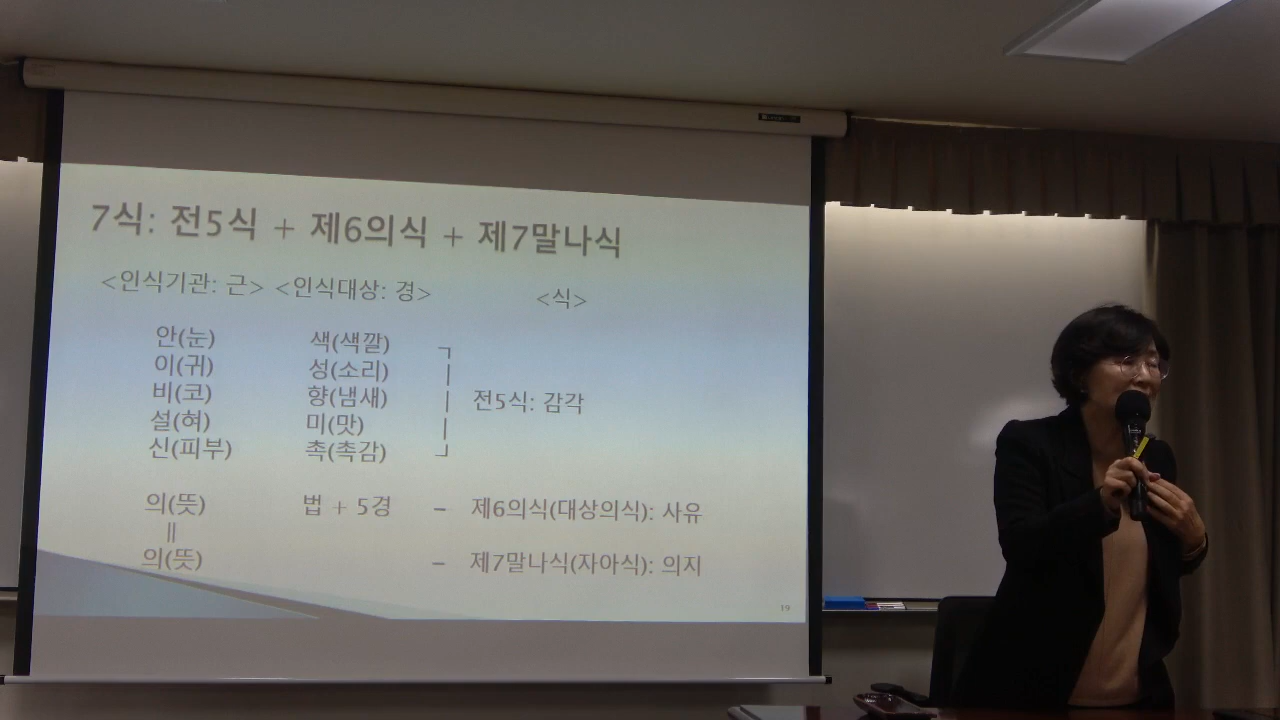 7식: 전5식 + 제6의식 + 제7말나식
<인식기관: 근> <인식대상: 경> <식>
안(눈) 색(색깔)
이(귀) 성(소리)
비(코) 향(냄새) 전5식: 감각
설(혀) 미(맛)
신(피부) 촉(촉감)
의(뜻) 법 + 5경 - 제6의식(대상의식): 사유
||
의(뜻) - 제7말나식(자아식): 의지
19